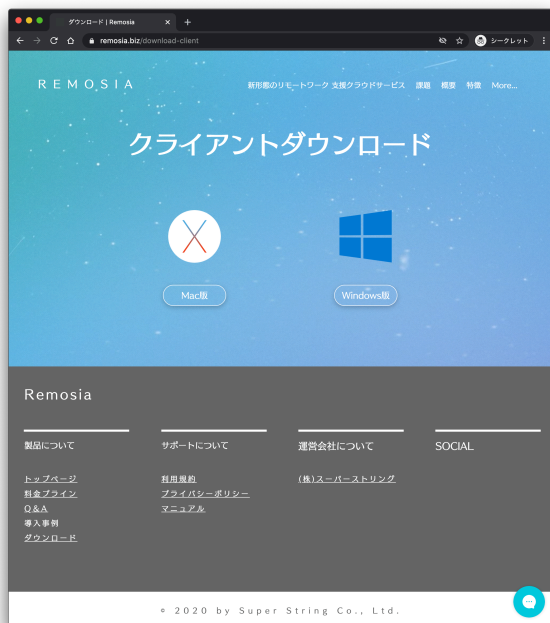 ダウンロード | Remosia
remosia.biz/download-client
シークレット
REMOSIA
新形態のリモートワーク 支援クラウドサービス 課題 概要 特徴 More...
クライアントダウンロード
Mac版
Windows版
Remosia
製品について
サポートについて
運営会社について
SOCIAL
トップページ
利用規約
(株)スーパーストリング
料金プライン
プライバシーポリシー
Q&A
マニュアル
導入事例
ダウンロード
© 2020 by Super String Co., Ltd.